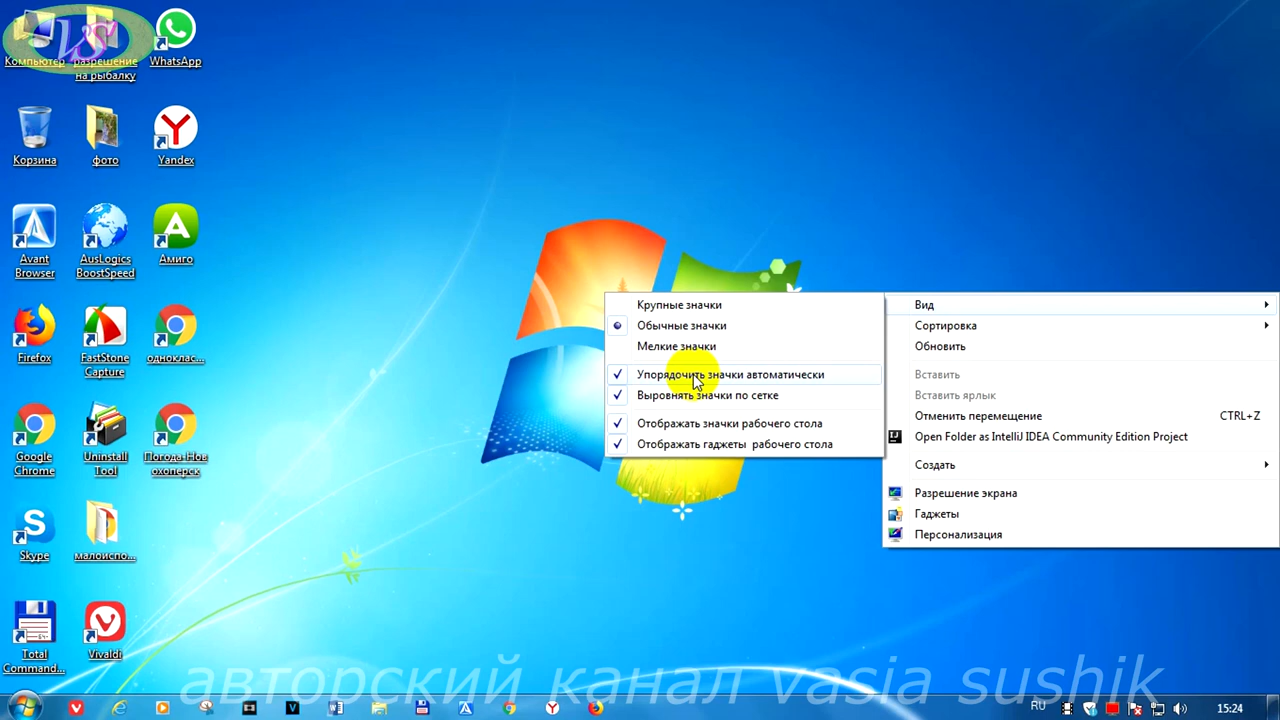 Компьютер
разрешение
на рыбалку
WhatsApp
Корзина
фото
Yandex
Avant
Browser
AusLogics
BoostSpeed
Амиго
Firefox
FastStone
Capture
одноклас...
Google
Chrome
Uninstall
Tool
Погода-Нов
охоперск
Skype
малоиспо...
Total
Command...
Vivaldi
Крупные значки
Обычные значки
Мелкие значки
Упорядочить значки автоматически
Выровнять значки по сетке
Отображать значки рабочего стола
Отображать гаджеты рабочего стола
Вид
Сортировка
Обновить
Вставить
Вставить ярлык
Отменить перемещение CTRL+Z
Open Folder as IntelliJ IDEA Community Edition Project
Создать
Разрешение экрана
Гаджеты
Персонализация
авторский канал vasia sushik
RU
15:24